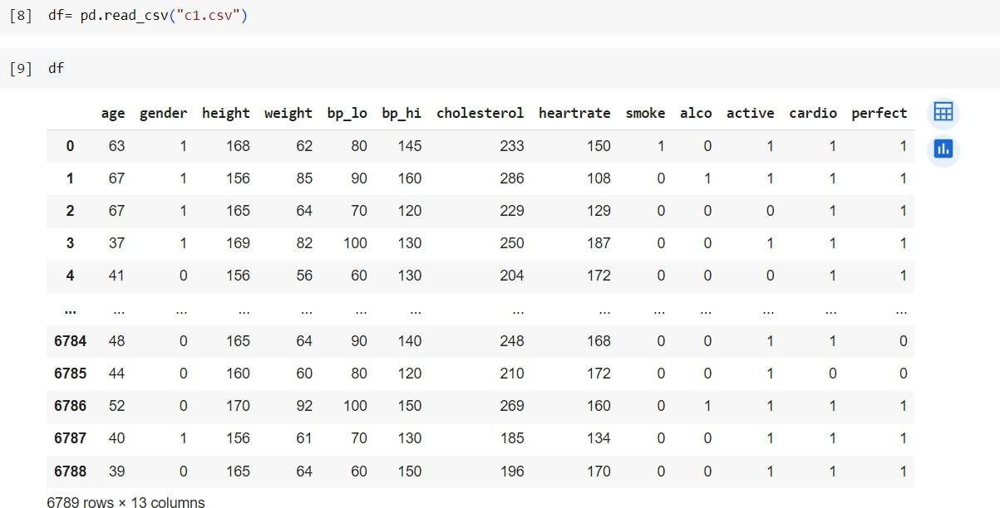 [8] df= pd.read_csv("c1.csv")
[9] df
age gender height weight bp_lo bp_hi cholesterol heartrate smoke alco active cardio perfect
0 63 1 168 62 80 145 233 150 1 0 1 1 1
1 67 1 156 85 90 160 286 108 0 1 1 1 1
2 67 1 165 64 70 120 229 129 0 0 0 1 1
3 37 1 169 82 100 130 250 187 0 0 1 1 1
4 41 0 156 56 60 130 204 172 0 0 0 1 1
... ... ... ... ... ... ... ... ... ... ... ... ... ...
6784 48 0 165 64 90 140 248 168 0 0 1 1 0
6785 44 0 160 60 80 120 210 172 0 0 1 0 0
6786 52 0 170 92 100 150 269 160 0 1 1 1 1
6787 40 1 156 61 70 130 185 134 0 0 1 1 1
6788 39 0 165 64 60 150 196 170 0 0 1 1 1
6789 rows × 13 columns